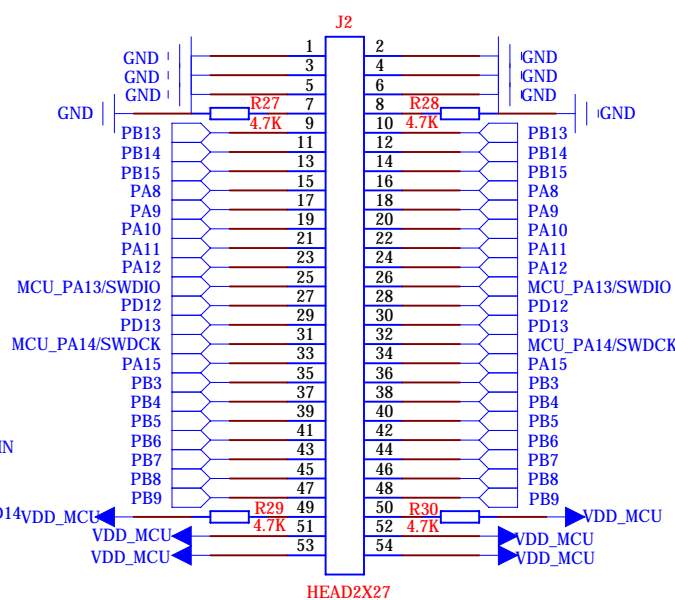 J2
1 2
GND GND
3 4
GND GND
5 6
GND GND
R27 7 8 R28
GND GND
4.7K 9 10 4.7K
PB13 PB13
11 12
PB14 PB14
13 14
PB15 PB15
15 16
PA8 PA8
17 18
PA9 PA9
19 20
PA10 PA10
21 22
PA11 PA11
23 24
PA12 PA12
25 26
MCU_PA13/SWDIO MCU_PA13/SWDIO
27 28
PD12 PD12
29 30
PD13 PD13
31 32
MCU_PA14/SWDCK MCU_PA14/SWDCK
33 34
PA15 PA15
35 36
PB3 PB3
37 38
PB4 PB4
39 40
PB5 PB5
41 42
PB6 PB6
IN
43 44
PB7 PB7
45 46
PB8 PB8
47 48
PB9 PB9
R29 49 50 R30
D14 VDD_MCU VDD_MCU
4.7K 51 52 4.7K
VDD_MCU VDD_MCU
53 54
VDD_MCU VDD_MCU
HEAD2X27